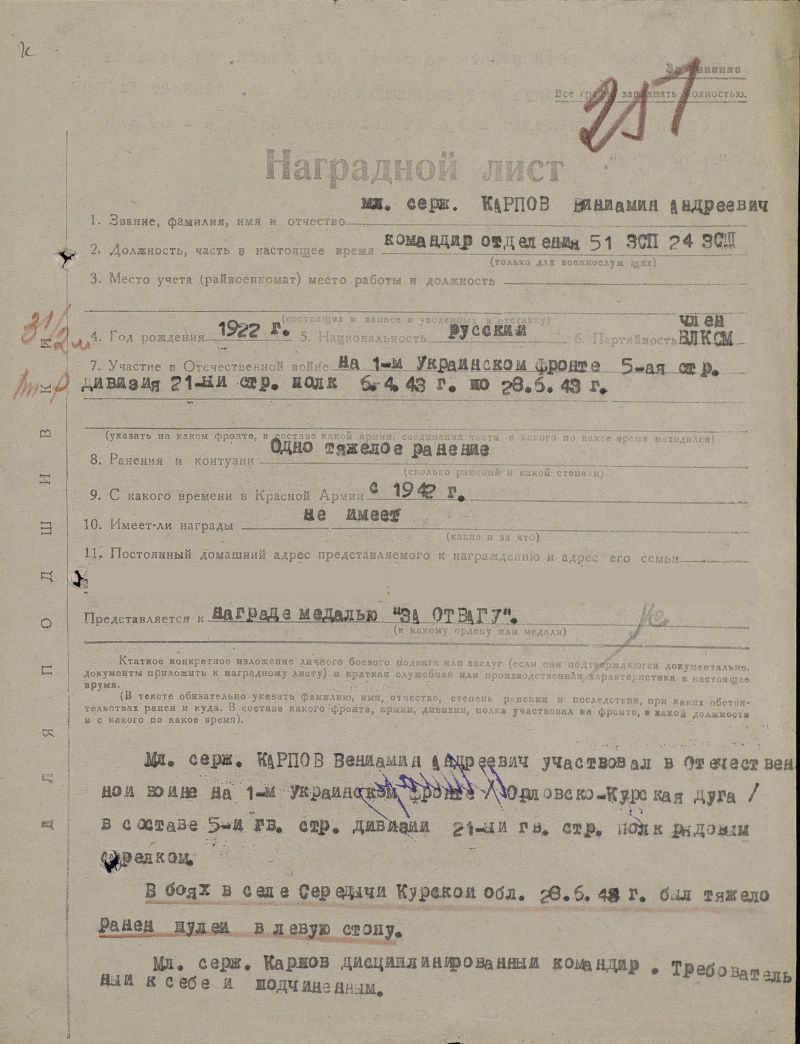 Заполнение
Все графы заполнять полностью.
257
Наградной лист
мл. серж. КАРПОВ Виниамин Андреевич
1. Звание, фамилия, имя и отчество
командир отделения 51 ЗСП 24 ЗСД
2. Должность, часть в настоящее время
(только для военнослужащих)
3. Место учета (райвоенкомат) место работы и должность
(состоящих в запасе и уволенных в отставку)
4. Год рождения 1922 г. 5. Национальность русский 6. Партийность член ВЛКСМ
7. Участие в Отечественной войне на 1-м Украинском фронте 5-ая стр.
дивизия 21-ый стр. полк 6.4.43 г. по 28.6.43 г.
(указать на каком фронте, в составе какой армии, соединения части с какого по какое время находился)
8. Ранения и контузии Одно тяжелое ранение
(сколько ранений и какой степени)
9. С какого времени в Красной Армии с 1942 г.
10. Имеет-ли награды не имеет
(какие и за что)
11. Постоянный домашний адрес представляемого к награждению и адрес его семьи
Представляется к награде медалью "ЗА ОТВАГУ".
(к какому ордену или медали)
Кпаткое конкретное изложение личного боевого подвига или заслуг (если они подтверждаются документально,
документы приложить к наградному листу) и краткая служебная или производственная характеристика в настоящее
врумя.
(В тексте обязательно указать фамилию, имя, отчество, степень ранения и последствия, при каких обстоя-
тельотвах ранен и куда. В составе какого фронта, армии, дивизии, полка участвовал на фронте, в какой должности
и с какого по какое время).
Мл. серж. КАРПОВ Вениамин Андреевич участвовал в Отечествен
ной войне на 1-м Украинском фронте /Орловско-Курская дуга/
в составе 5-й гв. стр. дивизии 21-ый гв. стр. полк рядовым
стрелком.
В боях в селе Середичи Курской обл. 28.6.43 г. был тяжело
ранен пулей в левую стопу.
Мл. серж. Карпов дисциплинированный командир. Требователь
ный к себе и подчиненным.
ДЛЯ ПОДШИВКИ